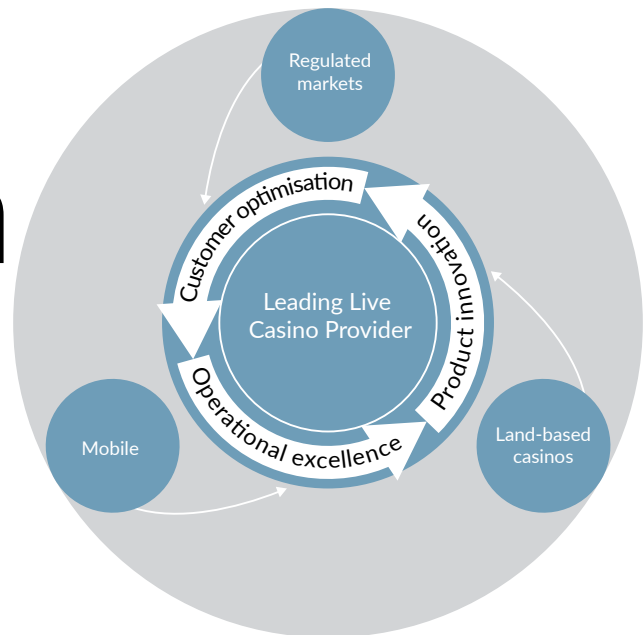 Regulated
markets
Customer optimisation
Product innovation
Leading Live
Casino Provider
Operational excellence
Mobile
Land-based
casinos